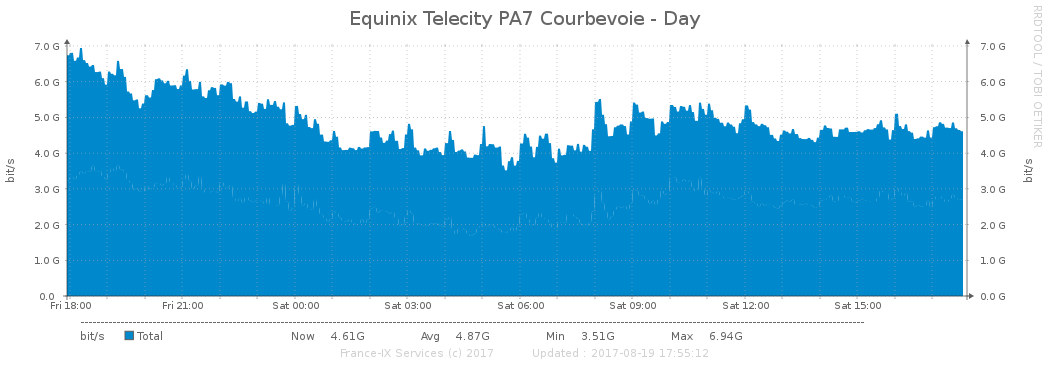 Equinix Telecity PA7 Courbevoie - Day
RRDTOOL / TOBI OETIKER
7.0 G 7.0 G
6.0 G 6.0 G
5.0 G 5.0 G
4.0 G 4.0 G
3.0 G 3.0 G
2.0 G 2.0 G
1.0 G 1.0 G
0.0 0.0 G
bit/s bit/s
Fri 18:00 Fri 21:00 Sat 00:00 Sat 03:00 Sat 06:00 Sat 09:00 Sat 12:00 Sat 15:00
bit/s Total Now 4.61G Avg 4.87G Min 3.51G Max 6.94G
France-IX Services (c) 2017 Updated : 2017-08-19 17:55:12